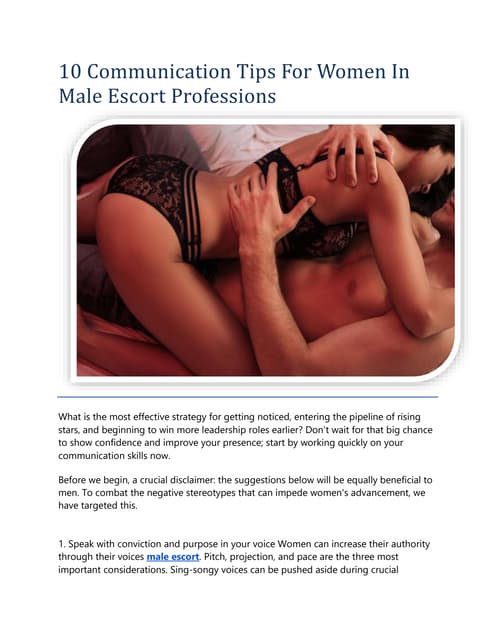 10 Communication Tips For Women In
Male Escort Professions
What is the most effective strategy for getting noticed, entering the pipeline of rising
stars, and beginning to win more leadership roles earlier? Don't wait for that big chance
to show confidence and improve your presence; start by working quickly on your
communication skills now.
Before we begin, a crucial disclaimer: the suggestions below will be equally beneficial to
men. To combat the negative stereotypes that can impede women's advancement, we
have targeted this.
1. Speak with conviction and purpose in your voice Women can increase their authority
through their voices male escort. Pitch, projection, and pace are the three most
important considerations. Sing-songy voices can be pushed aside during crucial